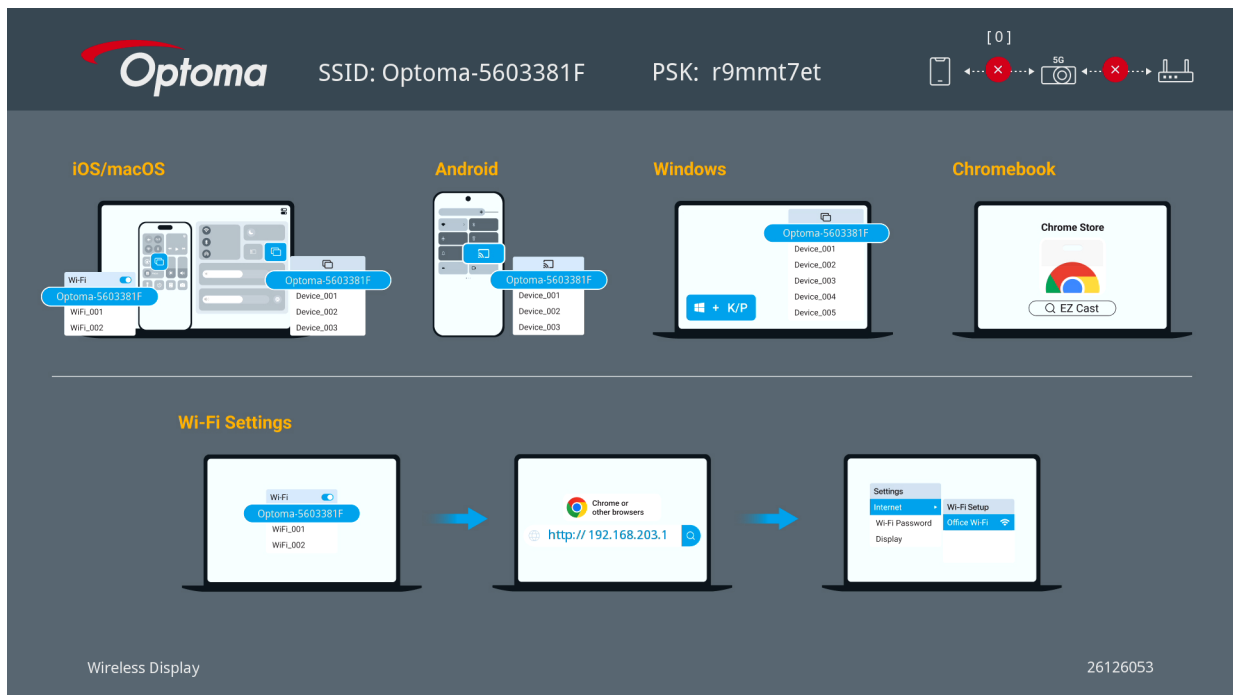 Optoma
SSID: Optoma-5603381F
PSK: r9mmt7et
[ 0 ]
5G
iOS/macOS
Wi-Fi
Optoma-5603381F
WiFi_001
WiFi_002
Optoma-5603381F
Device_001
Device_002
Device_003
Android
Optoma-5603381F
Device_001
Device_002
Device_003
Windows
+ K/P
Optoma-5603381F
Device_001
Device_002
Device_003
Device_004
Device_005
Chromebook
Chrome Store
EZ Cast
Wi-Fi Settings
Wi-Fi
Optoma-5603381F
WiFi_001
WiFi_002
Chrome or
other browsers
http:// 192.168.203.1
Settings
Internet
Wi-Fi Password
Display
Wi-Fi Setup
Office Wi-Fi
Wireless Display
26126053